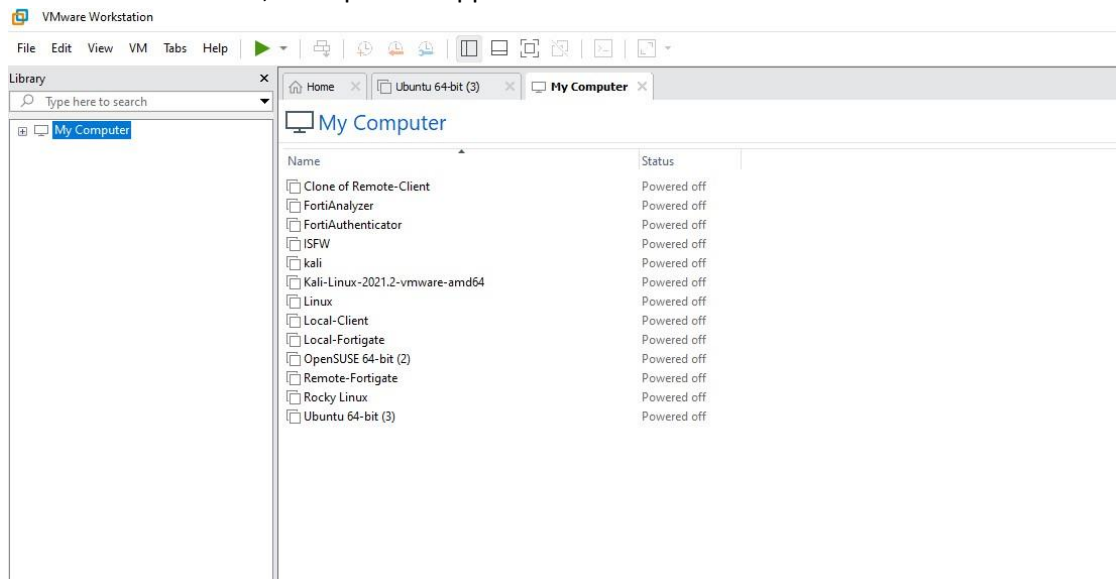 VMware Workstation
File Edit View VM Tabs Help
Library
Home Ubuntu 64-bit (3) My Computer
Type here to search
My Computer
My Computer
Name Status
Clone of Remote-Client Powered off
FortiAnalyzer Powered off
FortiAuthenticator Powered off
ISFW Powered off
kali Powered off
Kali-Linux-2021.2-vmware-amd64 Powered off
Linux Powered off
Local-Client Powered off
Local-Fortigate Powered off
OpenSUSE 64-bit (2) Powered off
Remote-Fortigate Powered off
Rocky Linux Powered off
Ubuntu 64-bit (3) Powered off